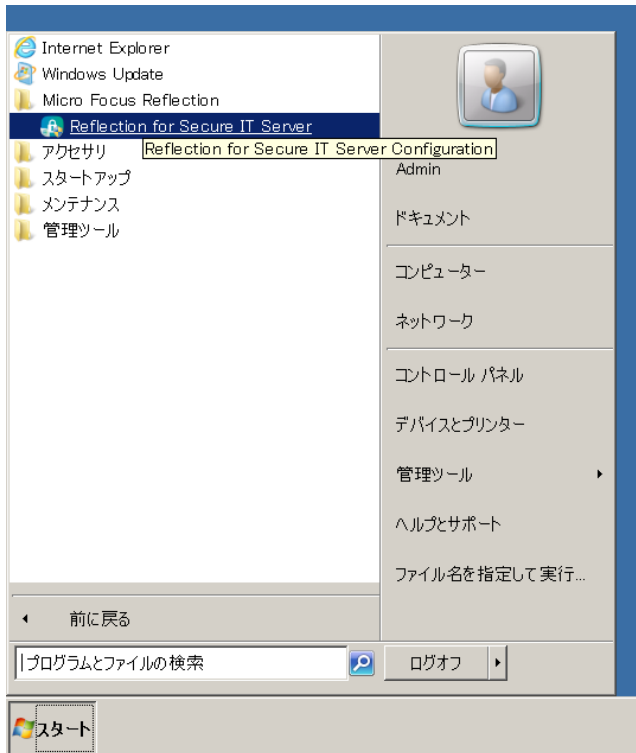 Internet Explorer
Windows Update
Micro Focus Reflection
Reflection for Secure IT Server
Reflection for Secure IT Server Configuration
アクセサリ
スタートアップ
メンテナンス
管理ツール
前に戻る
プログラムとファイルの検索
Admin
ドキュメント
コンピューター
ネットワーク
コントロール パネル
デバイスとプリンター
管理ツール
ヘルプとサポート
ファイル名を指定して実行...
ログオフ
スタート